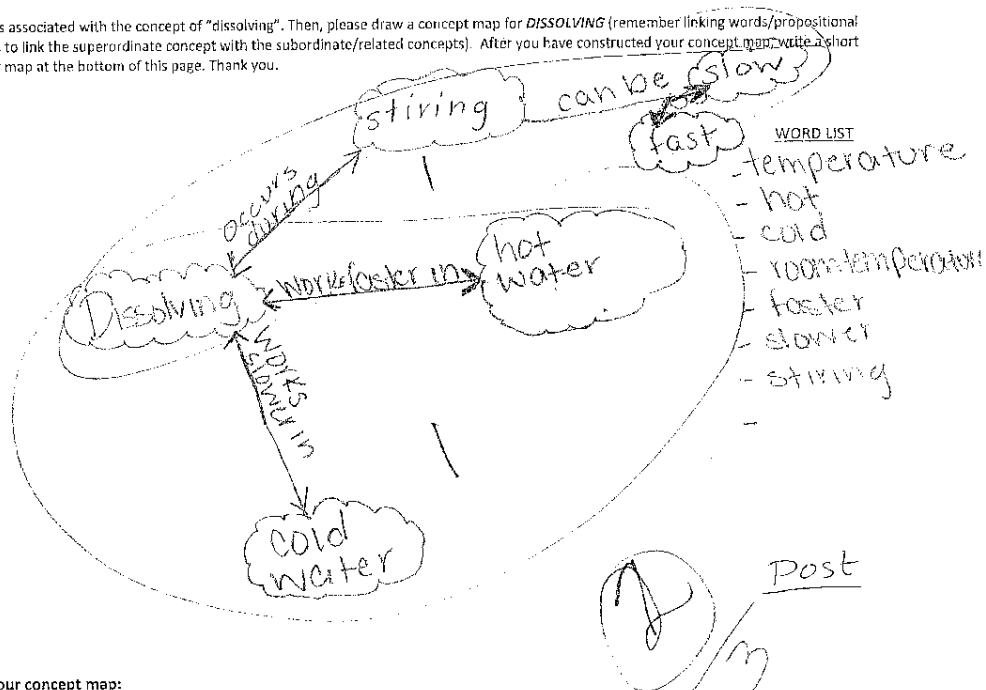 s associated with the concept of "dissolving". Then, please draw a concept map for DISSOLVING (remember linking words/propositional
to link the superordinate concept with the subordinate/related concepts). After you have constructed your concept map, write a short
map at the bottom of this page. Thank you.
stiring
can be
slow
fast
WORD LIST
- temperature
- hot
- cold
- room temperature
- faster
- slower
- stiring
-
occurs
during
hot
water
works faster in
Dissolving
works
slower in
cold
water
Post
our concept map: